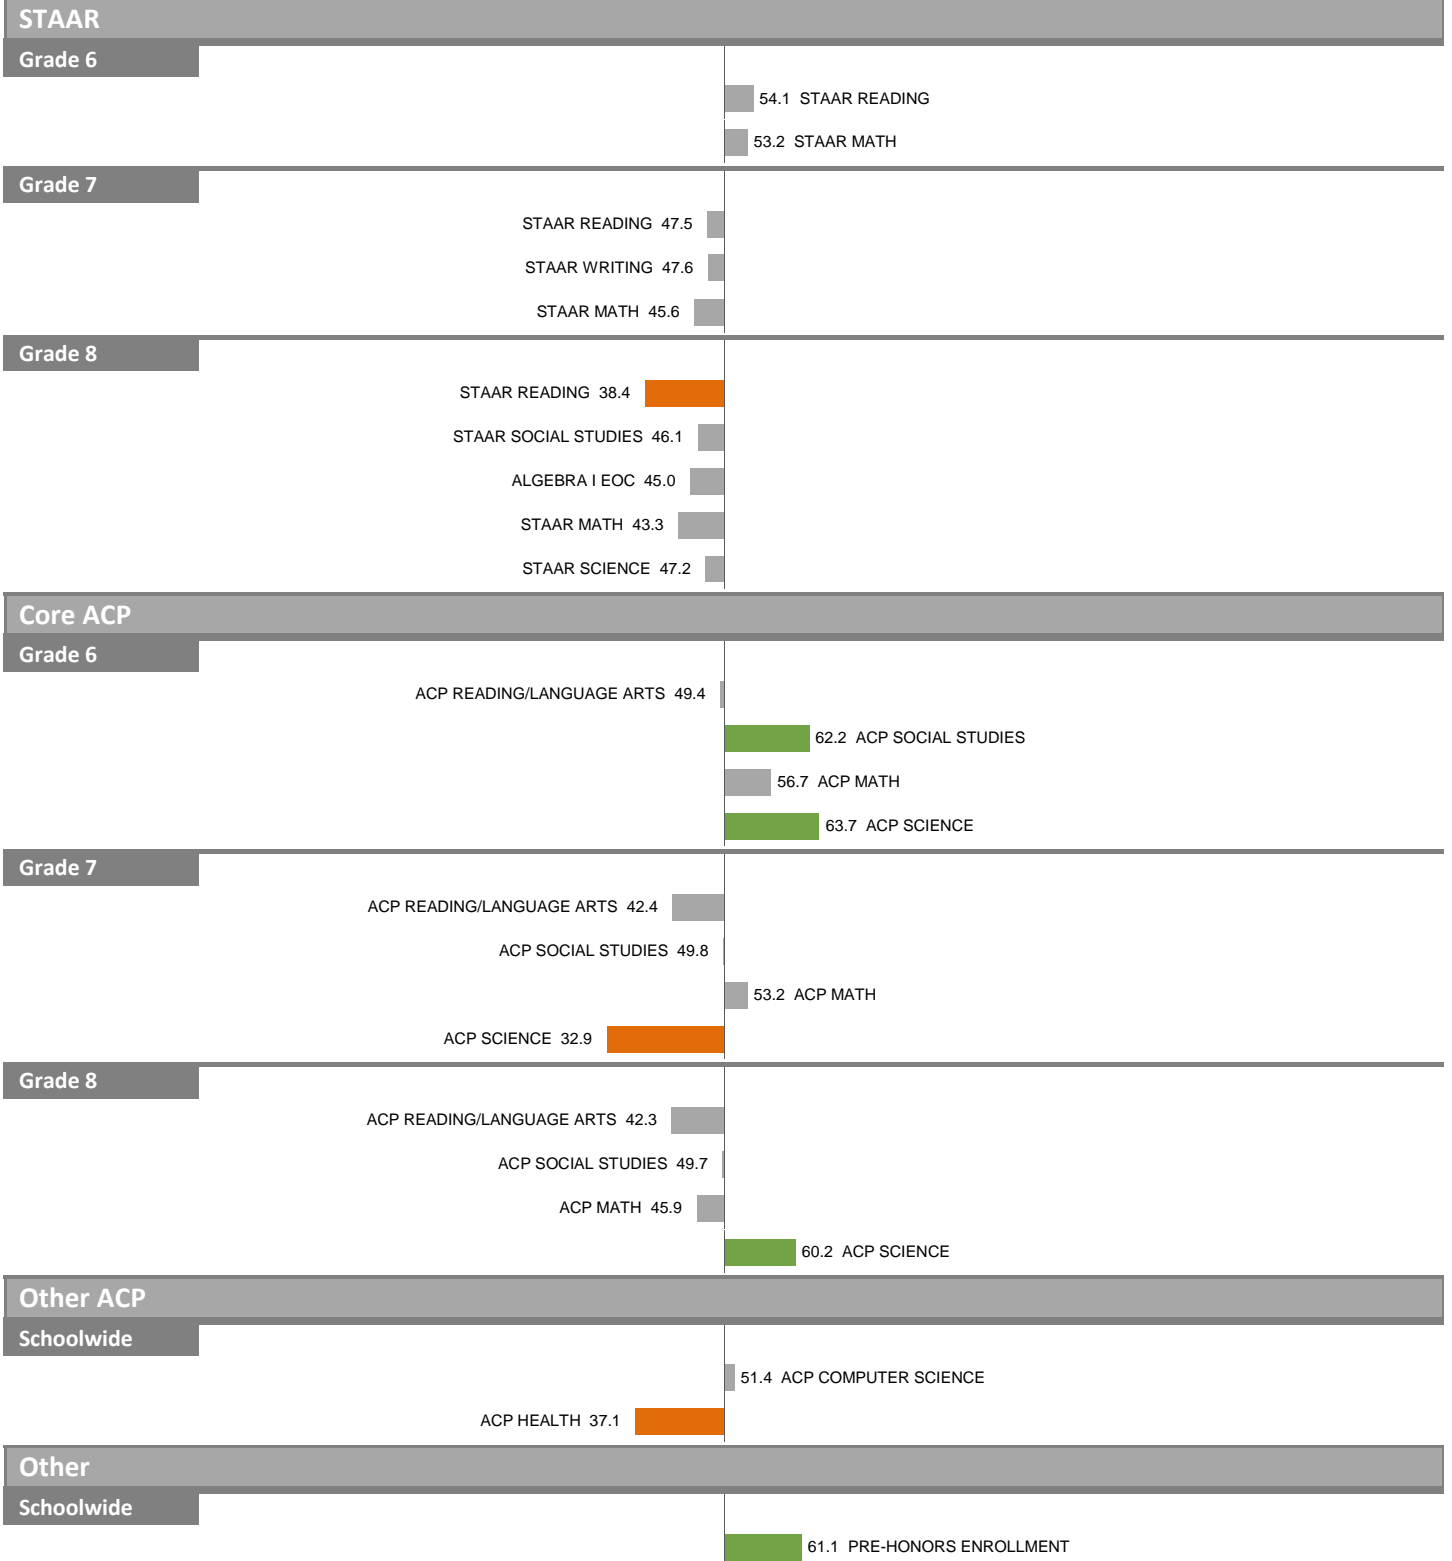 STAAR
Grade 6
54.1 STAAR READING
53.2 STAAR MATH
Grade 7
STAAR READING 47.5
STAAR WRITING 47.6
STAAR MATH 45.6
Grade 8
STAAR READING 38.4
STAAR SOCIAL STUDIES 46.1
ALGEBRA I EOC 45.0
STAAR MATH 43.3
STAAR SCIENCE 47.2
Core ACP
Grade 6
ACP READING/LANGUAGE ARTS 49.4
62.2 ACP SOCIAL STUDIES
56.7 ACP MATH
63.7 ACP SCIENCE
Grade 7
ACP READING/LANGUAGE ARTS 42.4
ACP SOCIAL STUDIES 49.8
53.2 ACP MATH
ACP SCIENCE 32.9
Grade 8
ACP READING/LANGUAGE ARTS 42.3
ACP SOCIAL STUDIES 49.7
ACP MATH 45.9
60.2 ACP SCIENCE
Other ACP
Schoolwide
51.4 ACP COMPUTER SCIENCE
ACP HEALTH 37.1
Other
Schoolwide
61.1 PRE-HONORS ENROLLMENT